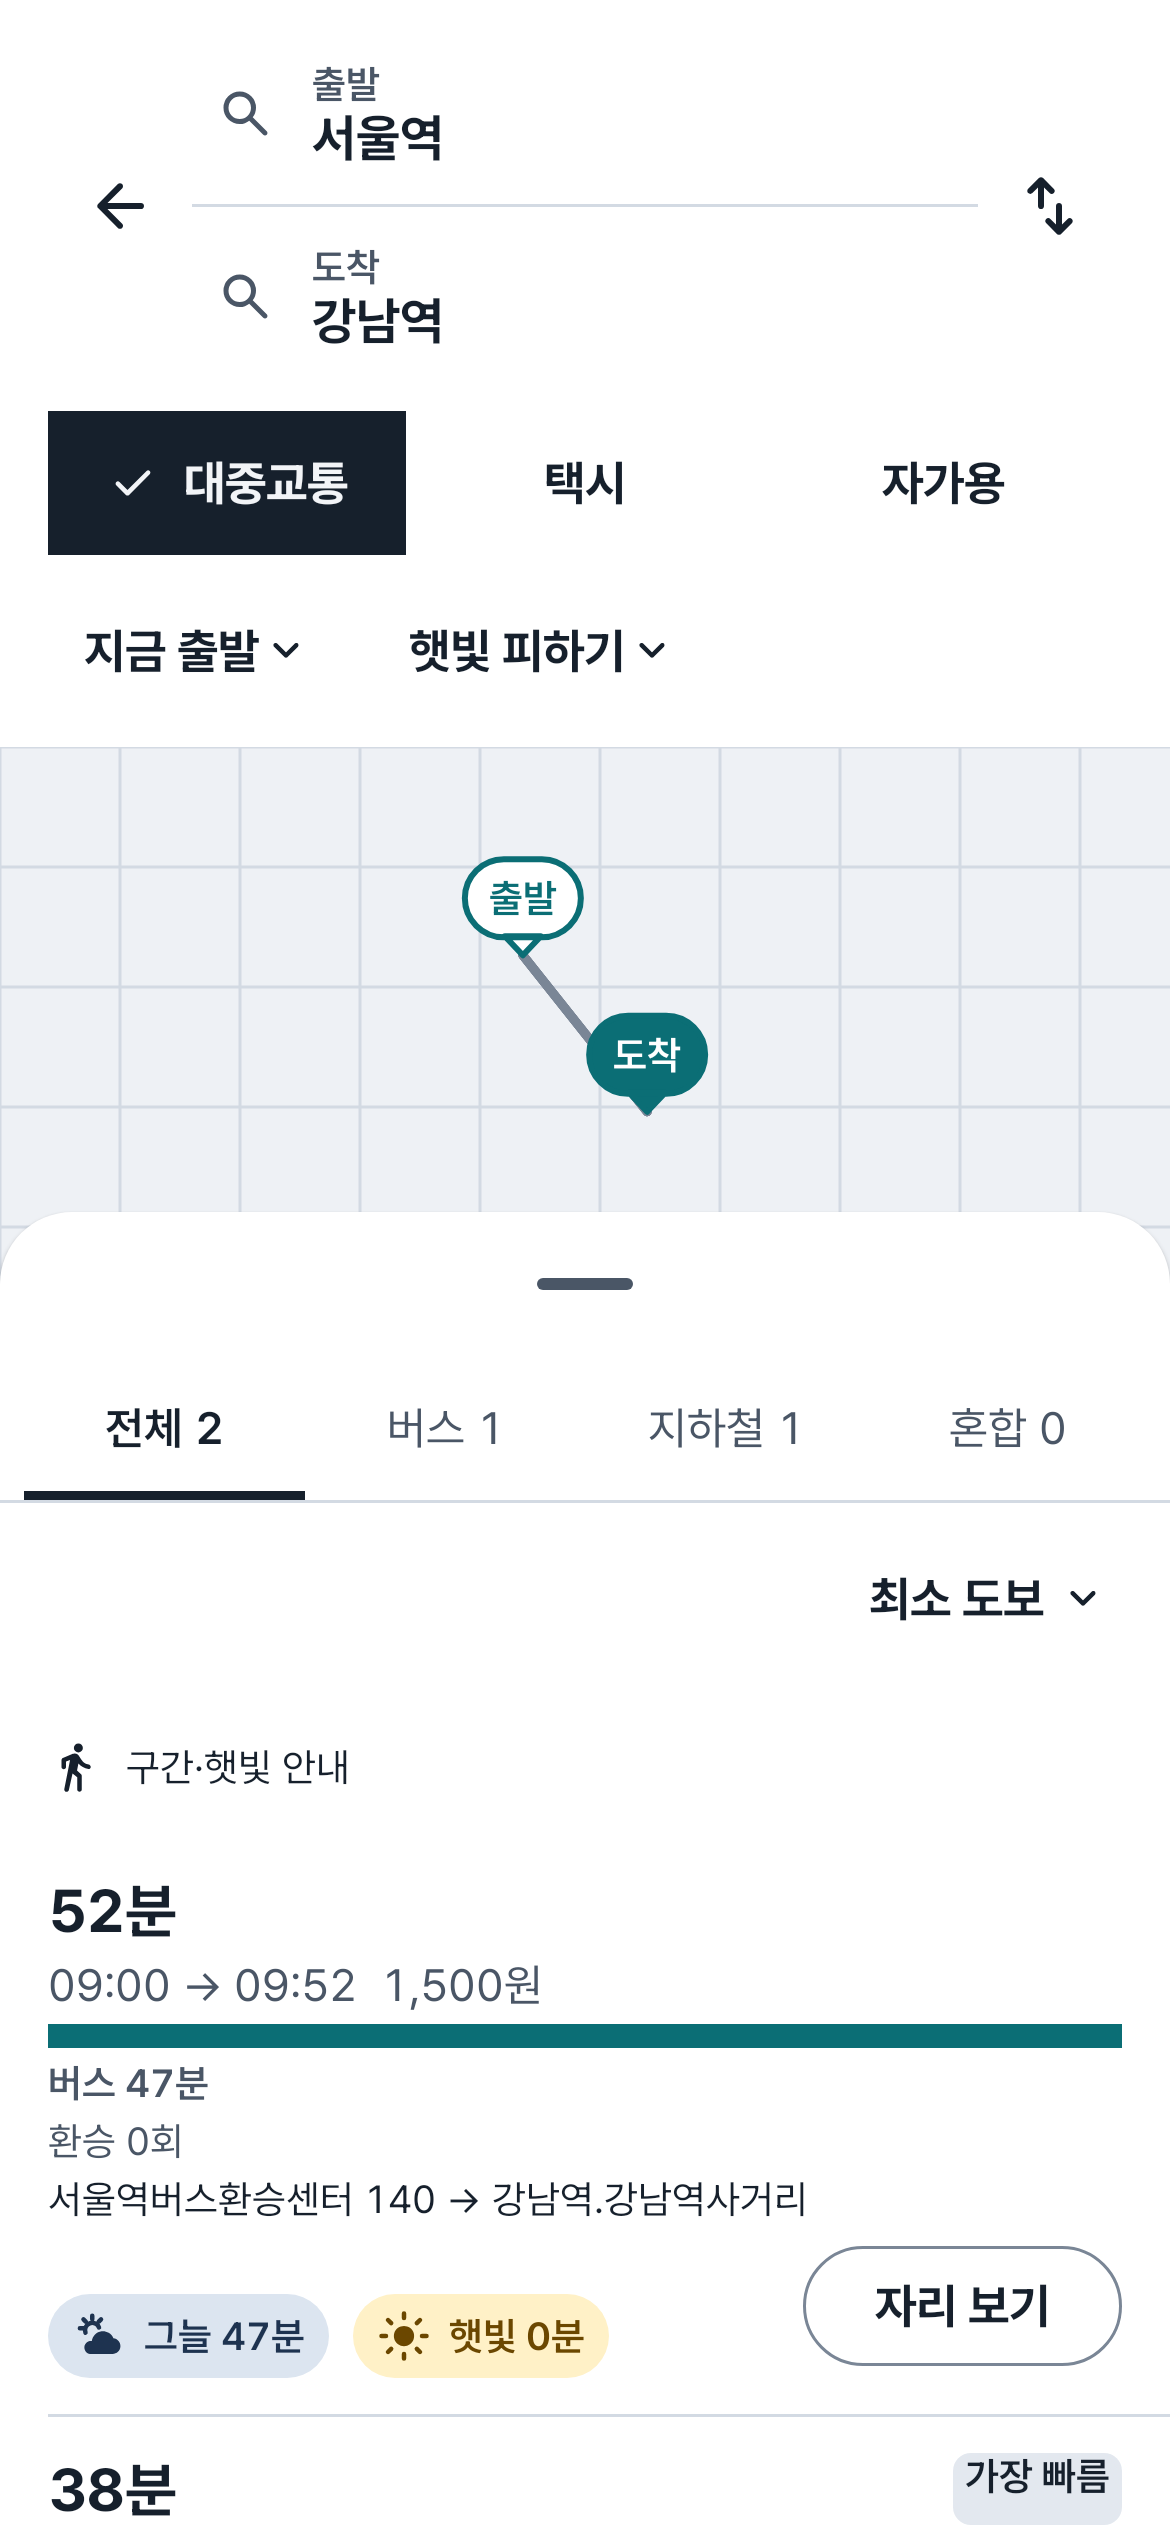 출발
서울역
도착
강남역
대중교통 택시 자가용
지금 출발 햇빛 피하기
출발
도착
전체 2 버스 1 지하철 1 혼합 0
최소 도보
구간·햇빛 안내
52분
09:00 → 09:52 1,500원
버스 47분
환승 0회
서울역버스환승센터 140 → 강남역.강남역사거리
자리 보기
그늘 47분 햇빛 0분
38분 가장 빠름